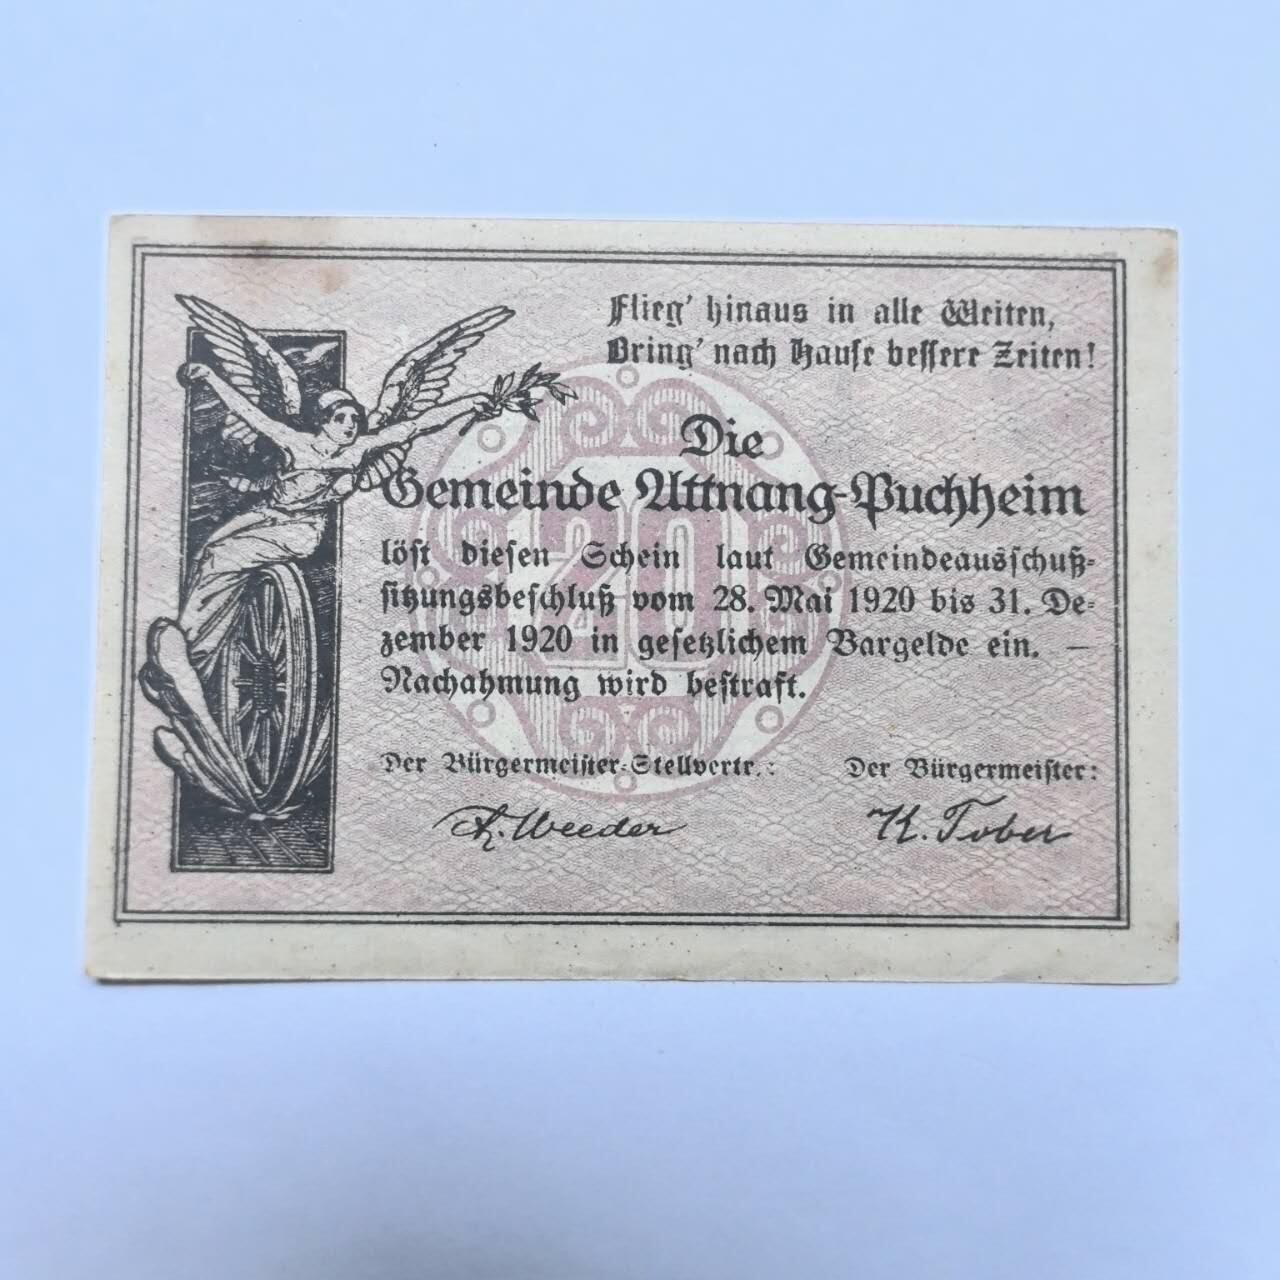 Flieg' hinaus in alle Weiten,
Bring' nach Hause bessere Zeiten!
Die
Gemeinde Attnang-Puchheim
löst diesen Schein laut Gemeindeausschuß-
sitzungsbeschluß vom 28. Mai 1920 bis 31. De-
zember 1920 in gesetzlichem Bargelde ein. —
Nachahmung wird bestraft.
20
Der Bürgermeister-Stellvertr.: Der Bürgermeister:
K. Tober